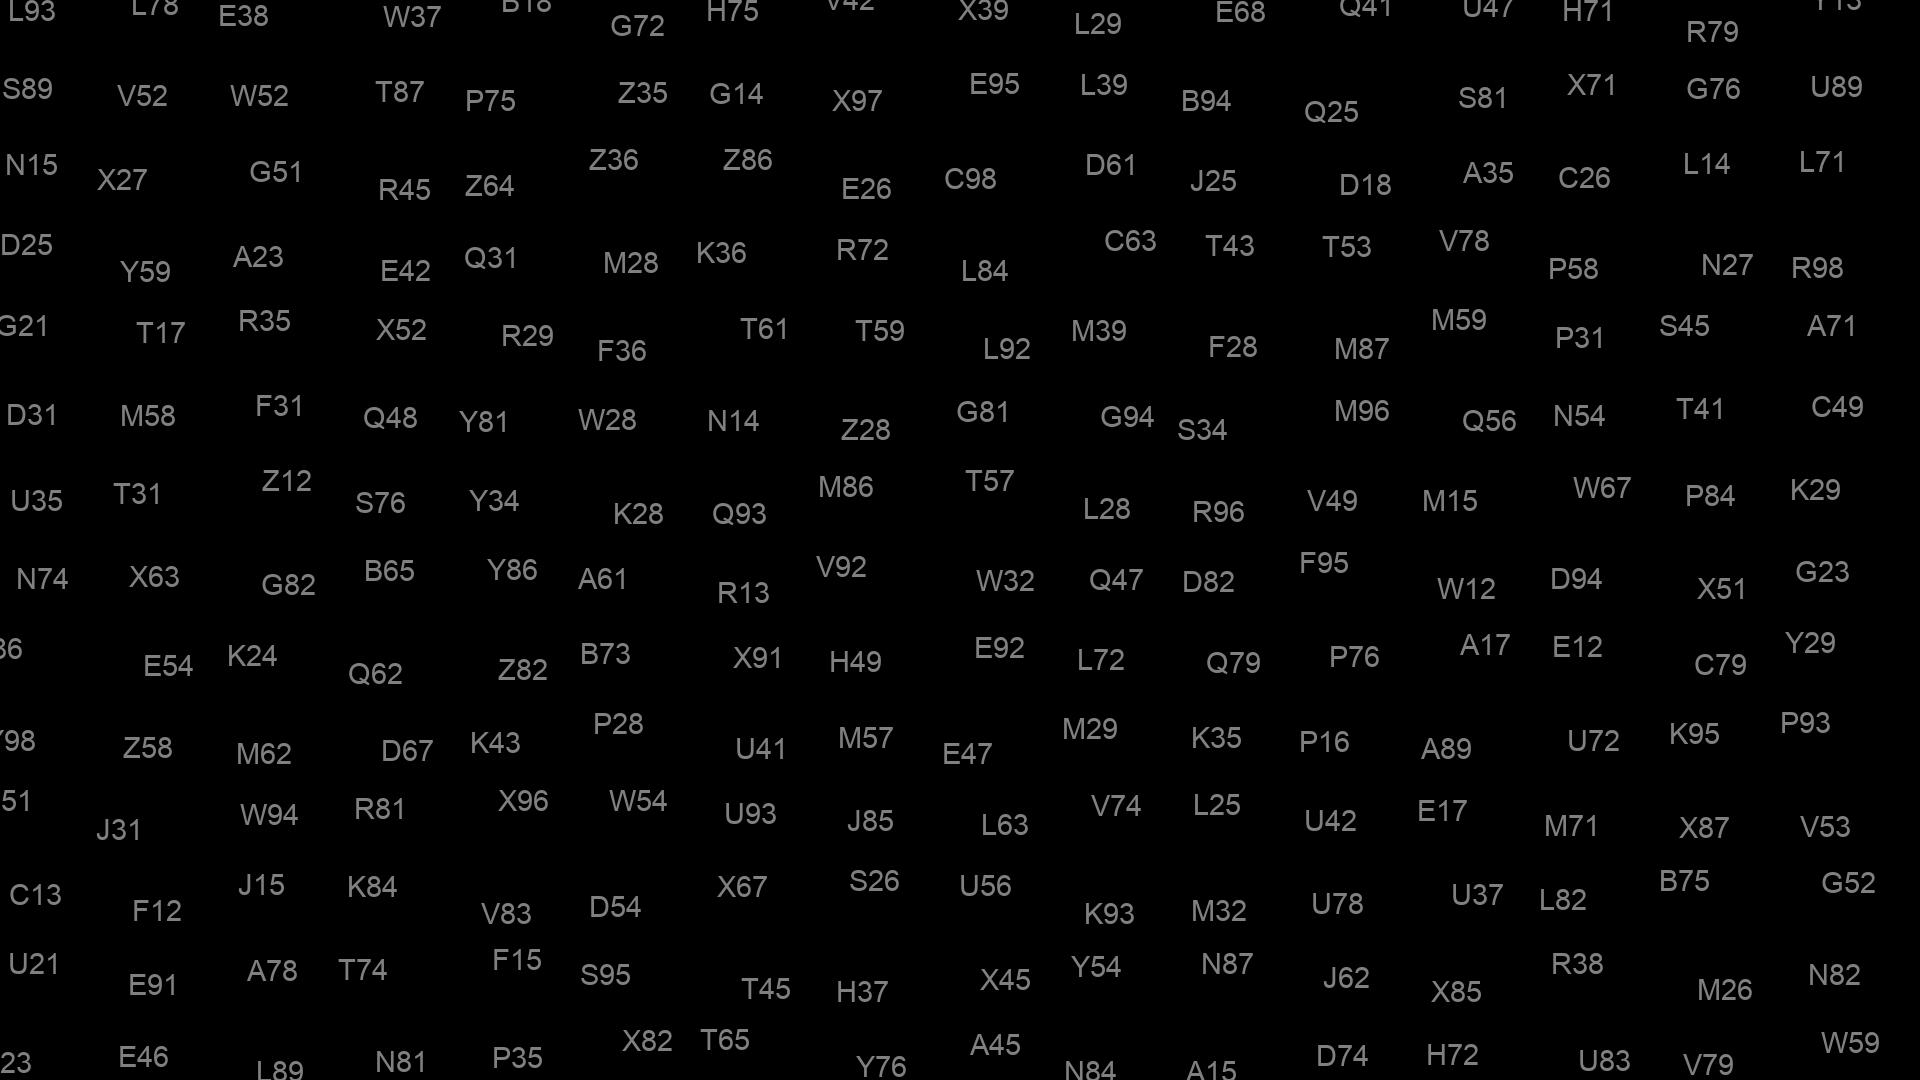 L93 L78 E38 W37 B18 G72 H75 V42 X39 L29 E68 Q41 U47 H71 R79 Y13
S89 V52 W52 T87 P75 Z35 G14 X97 E95 L39 B94 Q25 S81 X71 G76 U89
N15 X27 G51 R45 Z64 Z36 Z86 E26 C98 D61 J25 D18 A35 C26 L14 L71
D25 Y59 A23 E42 Q31 M28 K36 R72 L84 C63 T43 T53 V78 P58 N27 R98
G21 T17 R35 X52 R29 F36 T61 T59 L92 M39 F28 M87 M59 P31 S45 A71
D31 M58 F31 Q48 Y81 W28 N14 Z28 G81 G94 S34 M96 Q56 N54 T41 C49
U35 T31 Z12 S76 Y34 K28 Q93 M86 T57 L28 R96 V49 M15 W67 P84 K29
N74 X63 G82 B65 Y86 A61 R13 V92 W32 Q47 D82 F95 W12 D94 X51 G23
E54 K24 Q62 Z82 B73 X91 H49 E92 L72 Q79 P76 A17 E12 C79 Y29
Z58 M62 D67 K43 P28 U41 M57 E47 M29 K35 P16 A89 U72 K95 P93
51 J31 W94 R81 X96 W54 U93 J85 L63 V74 L25 U42 E17 M71 X87 V53
C13 F12 J15 K84 V83 D54 X67 S26 U56 K93 M32 U78 U37 L82 B75 G52
U21 E91 A78 T74 F15 S95 T45 H37 X45 Y54 N87 J62 X85 R38 M26 N82
23 E46 L89 N81 P35 X82 T65 Y76 A45 N84 A15 D74 H72 U83 V79 W59